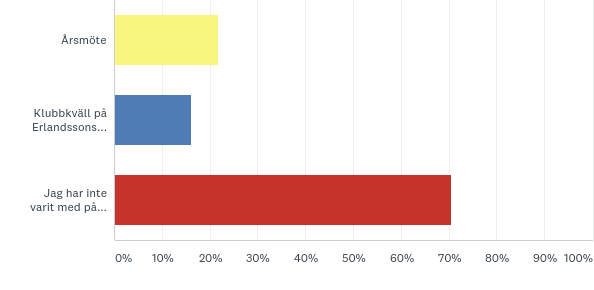 Årsmöte
Klubbkväll på
Erlandssons...
Jag har inte
varit med på...
0% 10% 20% 30% 40% 50% 60% 70% 80% 90% 100%